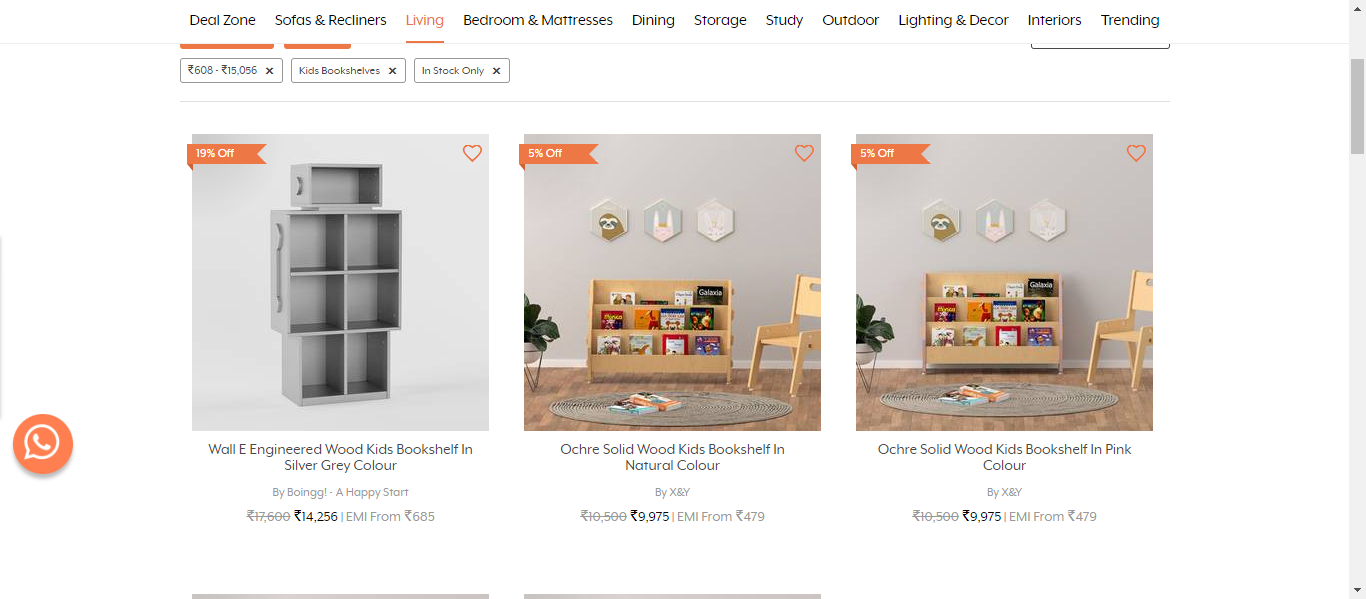 Deal Zone Sofas & Recliners Living Bedroom & Mattresses Dining Storage Study Outdoor Lighting & Decor Interiors Trending
₹608 - ₹15,056 × Kids Bookshelves × In Stock Only ×
19% Off
5% Off
5% Off
Galaxia
Galaxia
Wall E Engineered Wood Kids Bookshelf In
Silver Grey Colour
By Boingg! - A Happy Start
₹17,600 ₹14,256 | EMI From ₹685
Ochre Solid Wood Kids Bookshelf In
Natural Colour
By X&Y
₹10,500 ₹9,975 | EMI From ₹479
Ochre Solid Wood Kids Bookshelf In Pink
Colour
By X&Y
₹10,500 ₹9,975 | EMI From ₹479